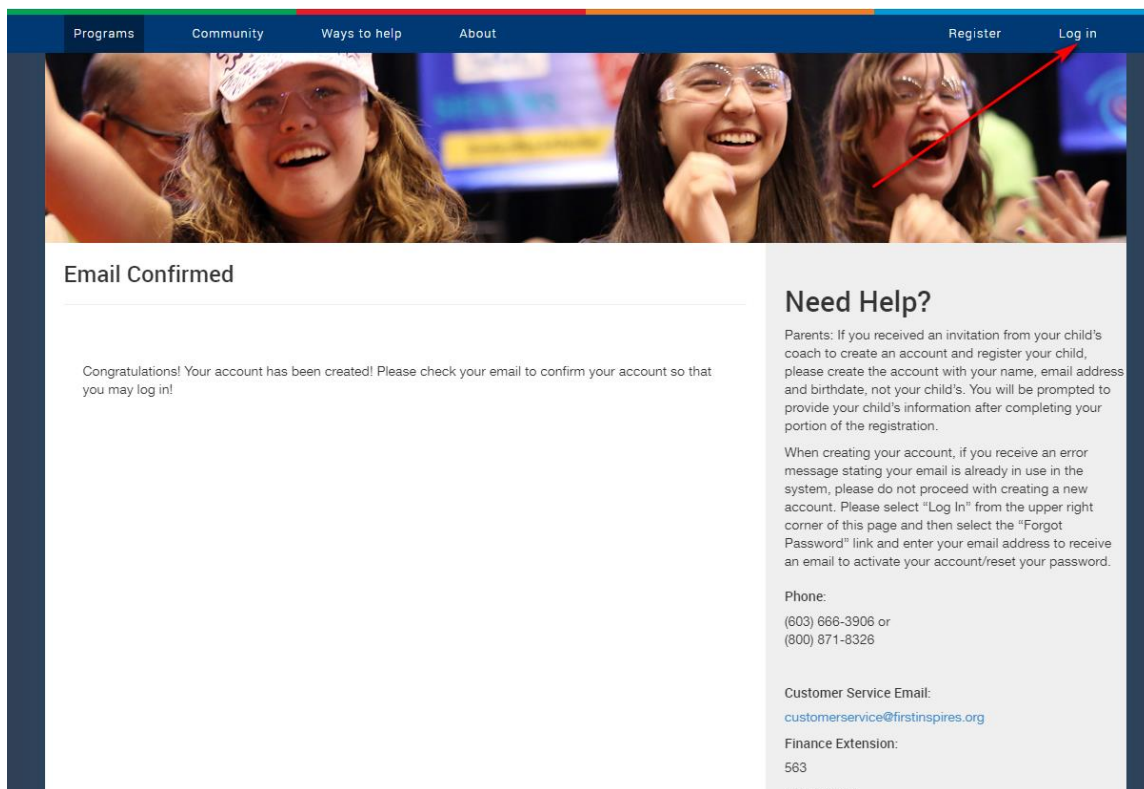 Programs Community Ways to help About Register Log in
Email Confirmed
Congratulations! Your account has been created! Please check your email to confirm your account so that
you may log in!
Need Help?
Parents: If you received an invitation from your child's
coach to create an account and register your child,
please create the account with your name, email address
and birthdate, not your child's. You will be prompted to
provide your child's information after completing your
portion of the registration.
When creating your account, if you receive an error
message stating your email is already in use in the
system, please do not proceed with creating a new
account. Please select “Log In” from the upper right
corner of this page and then select the “Forgot
Password” link and enter your email address to receive
an email to activate your account/reset your password.
Phone:
(603) 666-3906 or
(800) 871-8326
Customer Service Email:
customerservice@firstinspires.org
Finance Extension:
563